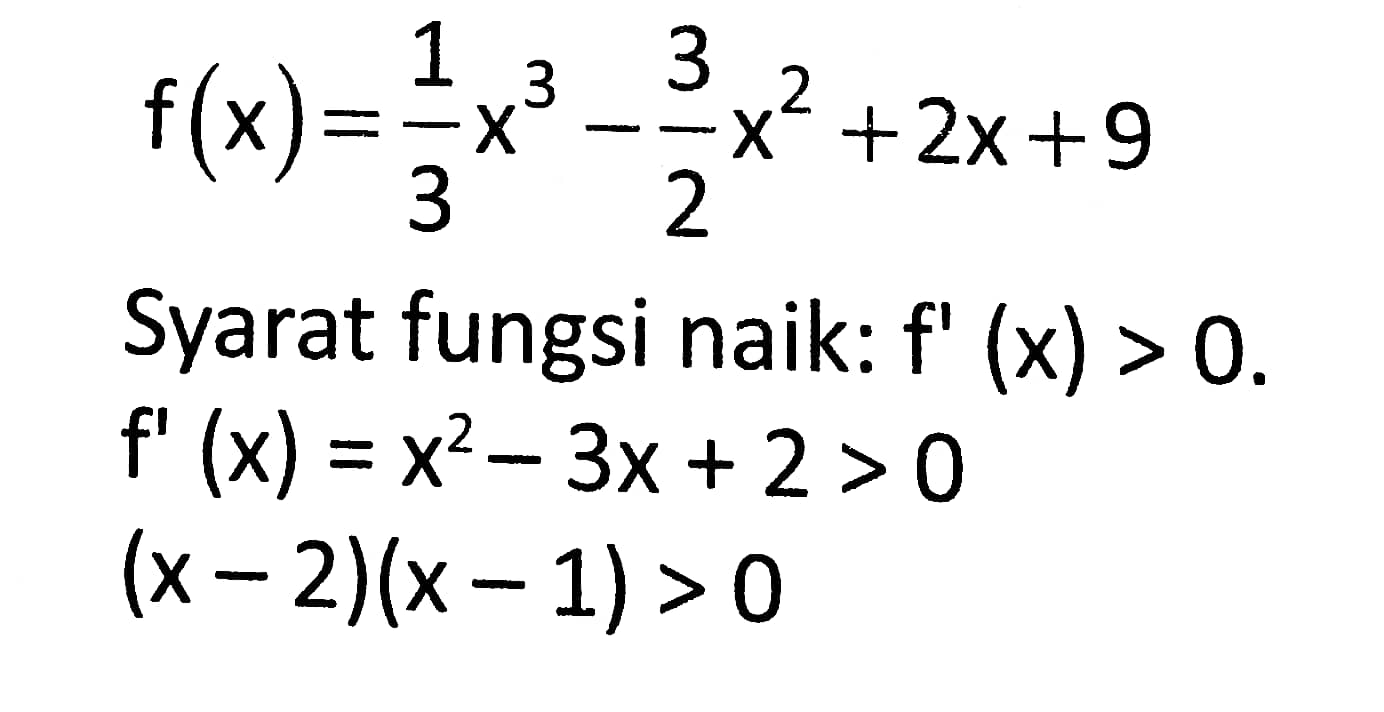 f(x) = 1/3 x³ − 3/2 x² + 2x + 9
Syarat fungsi naik: f' (x) > 0.
f' (x) = x² – 3x + 2 > 0
(x – 2)(x – 1) > 0